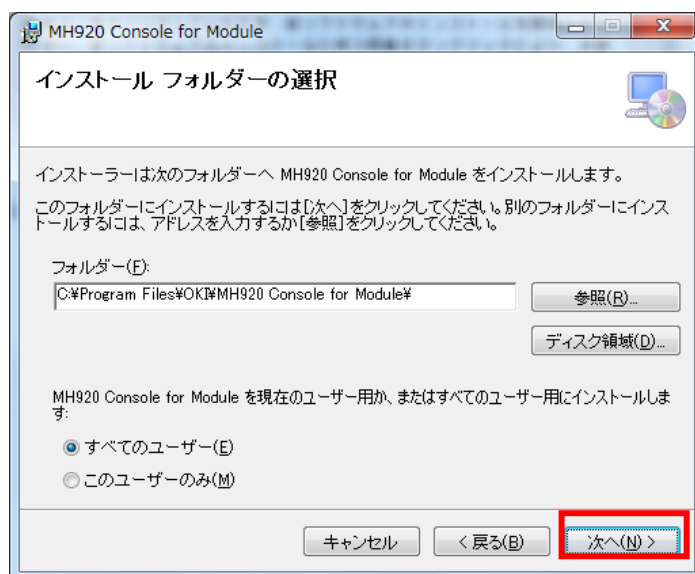 MH920 Console for Module
インストール フォルダーの選択
インストーラーは次のフォルダーへ MH920 Console for Module をインストールします。
このフォルダーにインストールするには[次へ]をクリックしてください。別のフォルダーにインス
トールするには、アドレスを入力するか[参照]をクリックしてください。
フォルダー(F):
C:¥Program Files¥OKI¥MH920 Console for Module¥
参照(R)...
ディスク領域(D)...
MH920 Console for Module を現在のユーザー用か、またはすべてのユーザー用にインストールしま
す:
すべてのユーザー(E)
このユーザーのみ(M)
キャンセル
< 戻る(B)
次へ(N) >